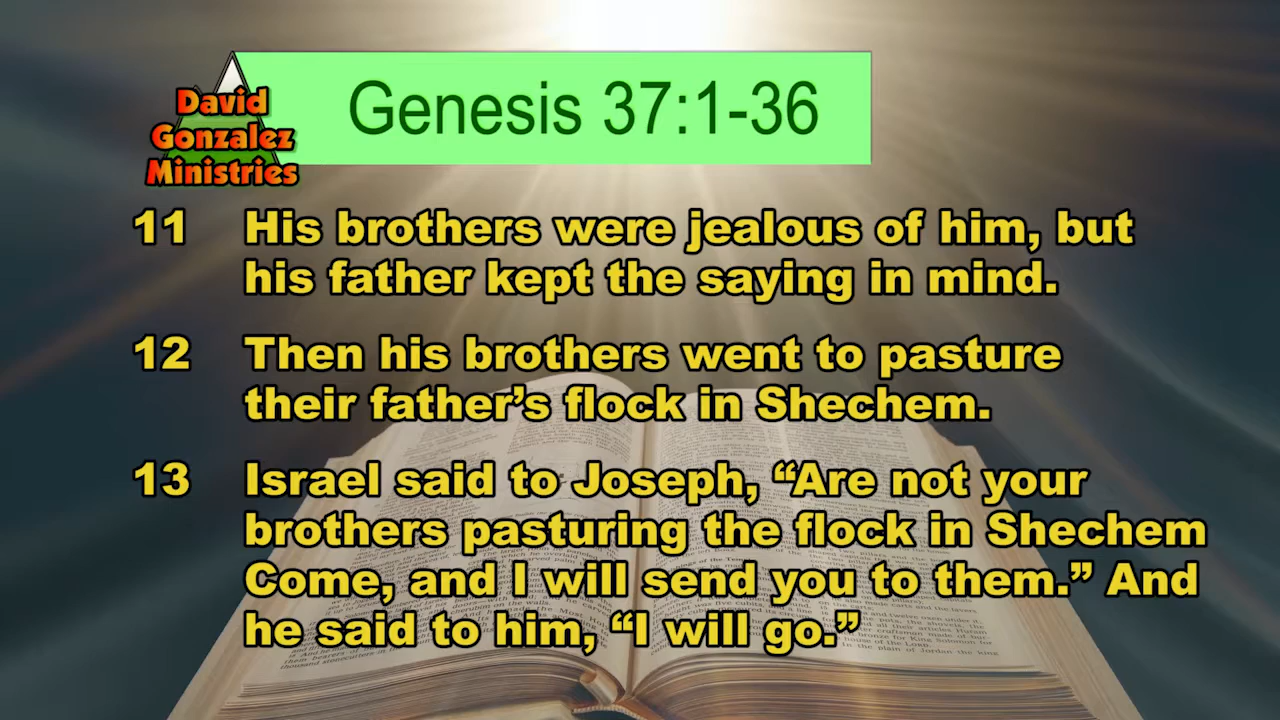 David
Gonzalez
Ministries
Genesis 37:1-36
11 His brothers were jealous of him, but
his father kept the saying in mind.
12 Then his brothers went to pasture
their father’s flock in Shechem.
13 Israel said to Joseph, “Are not your
brothers pasturing the flock in Shechem
Come, and I will send you to them.” And
he said to him, “I will go.”